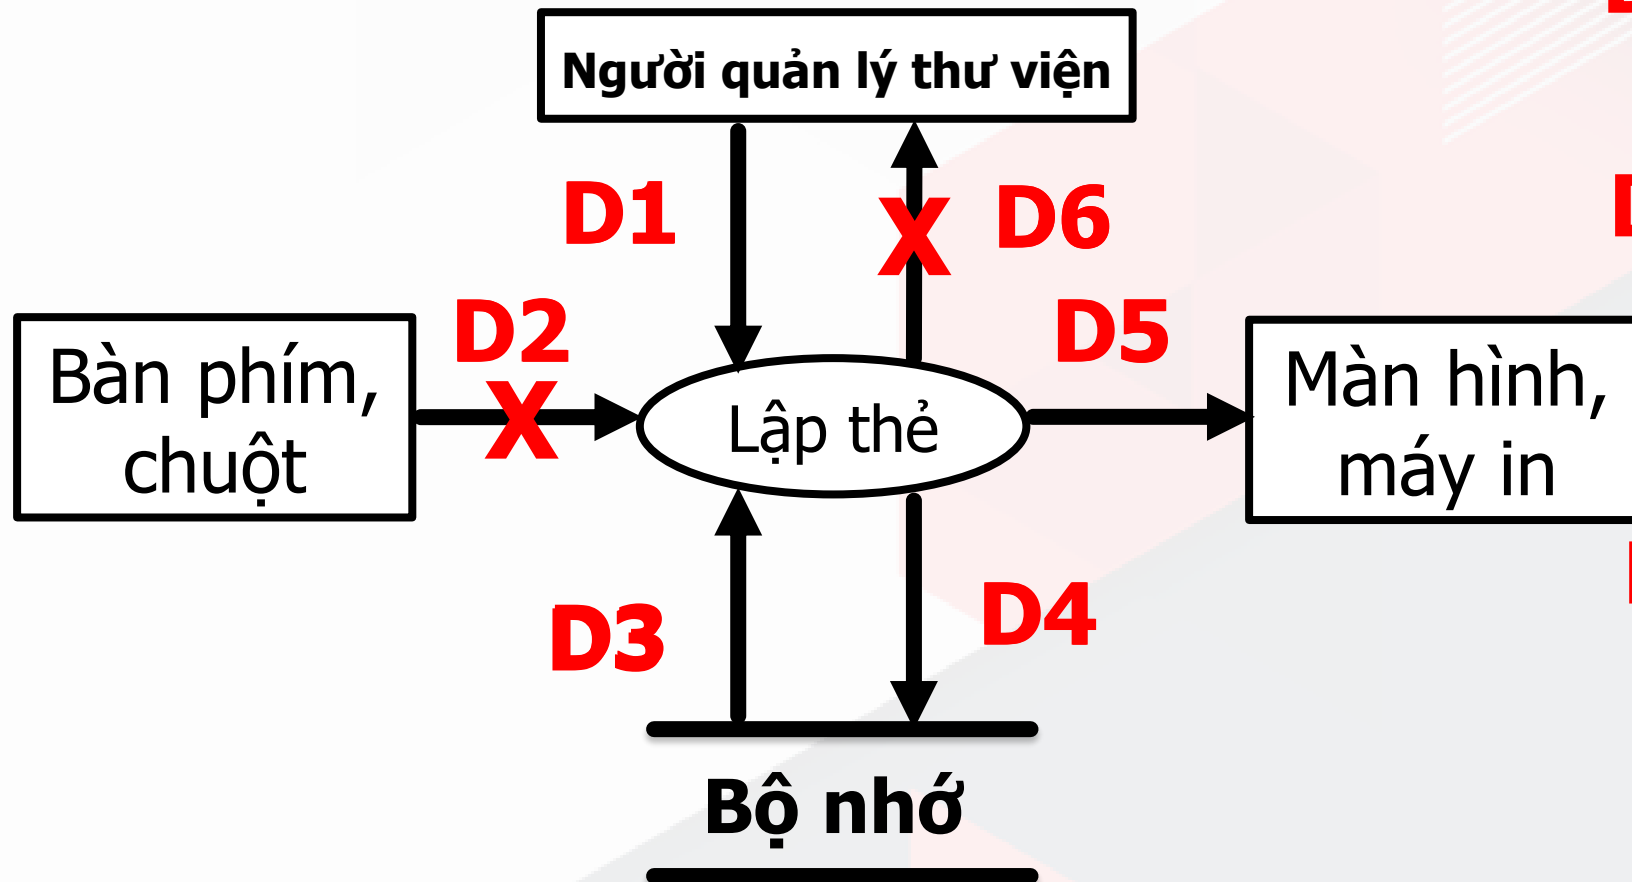 Người quản lý thư viện
D1
D6
X
D2
D5
Bàn phím,
chuột
X
Lập thẻ
Màn hình,
máy in
D3
D4
Bộ nhớ